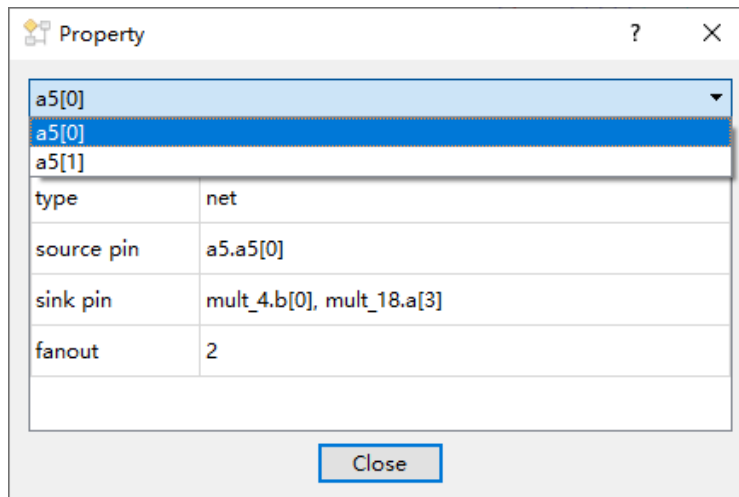 Property ?
a5[0]
a5[0]
a5[1]
type net
source pin a5.a5[0]
sink pin mult_4.b[0], mult_18.a[3]
fanout 2
Close